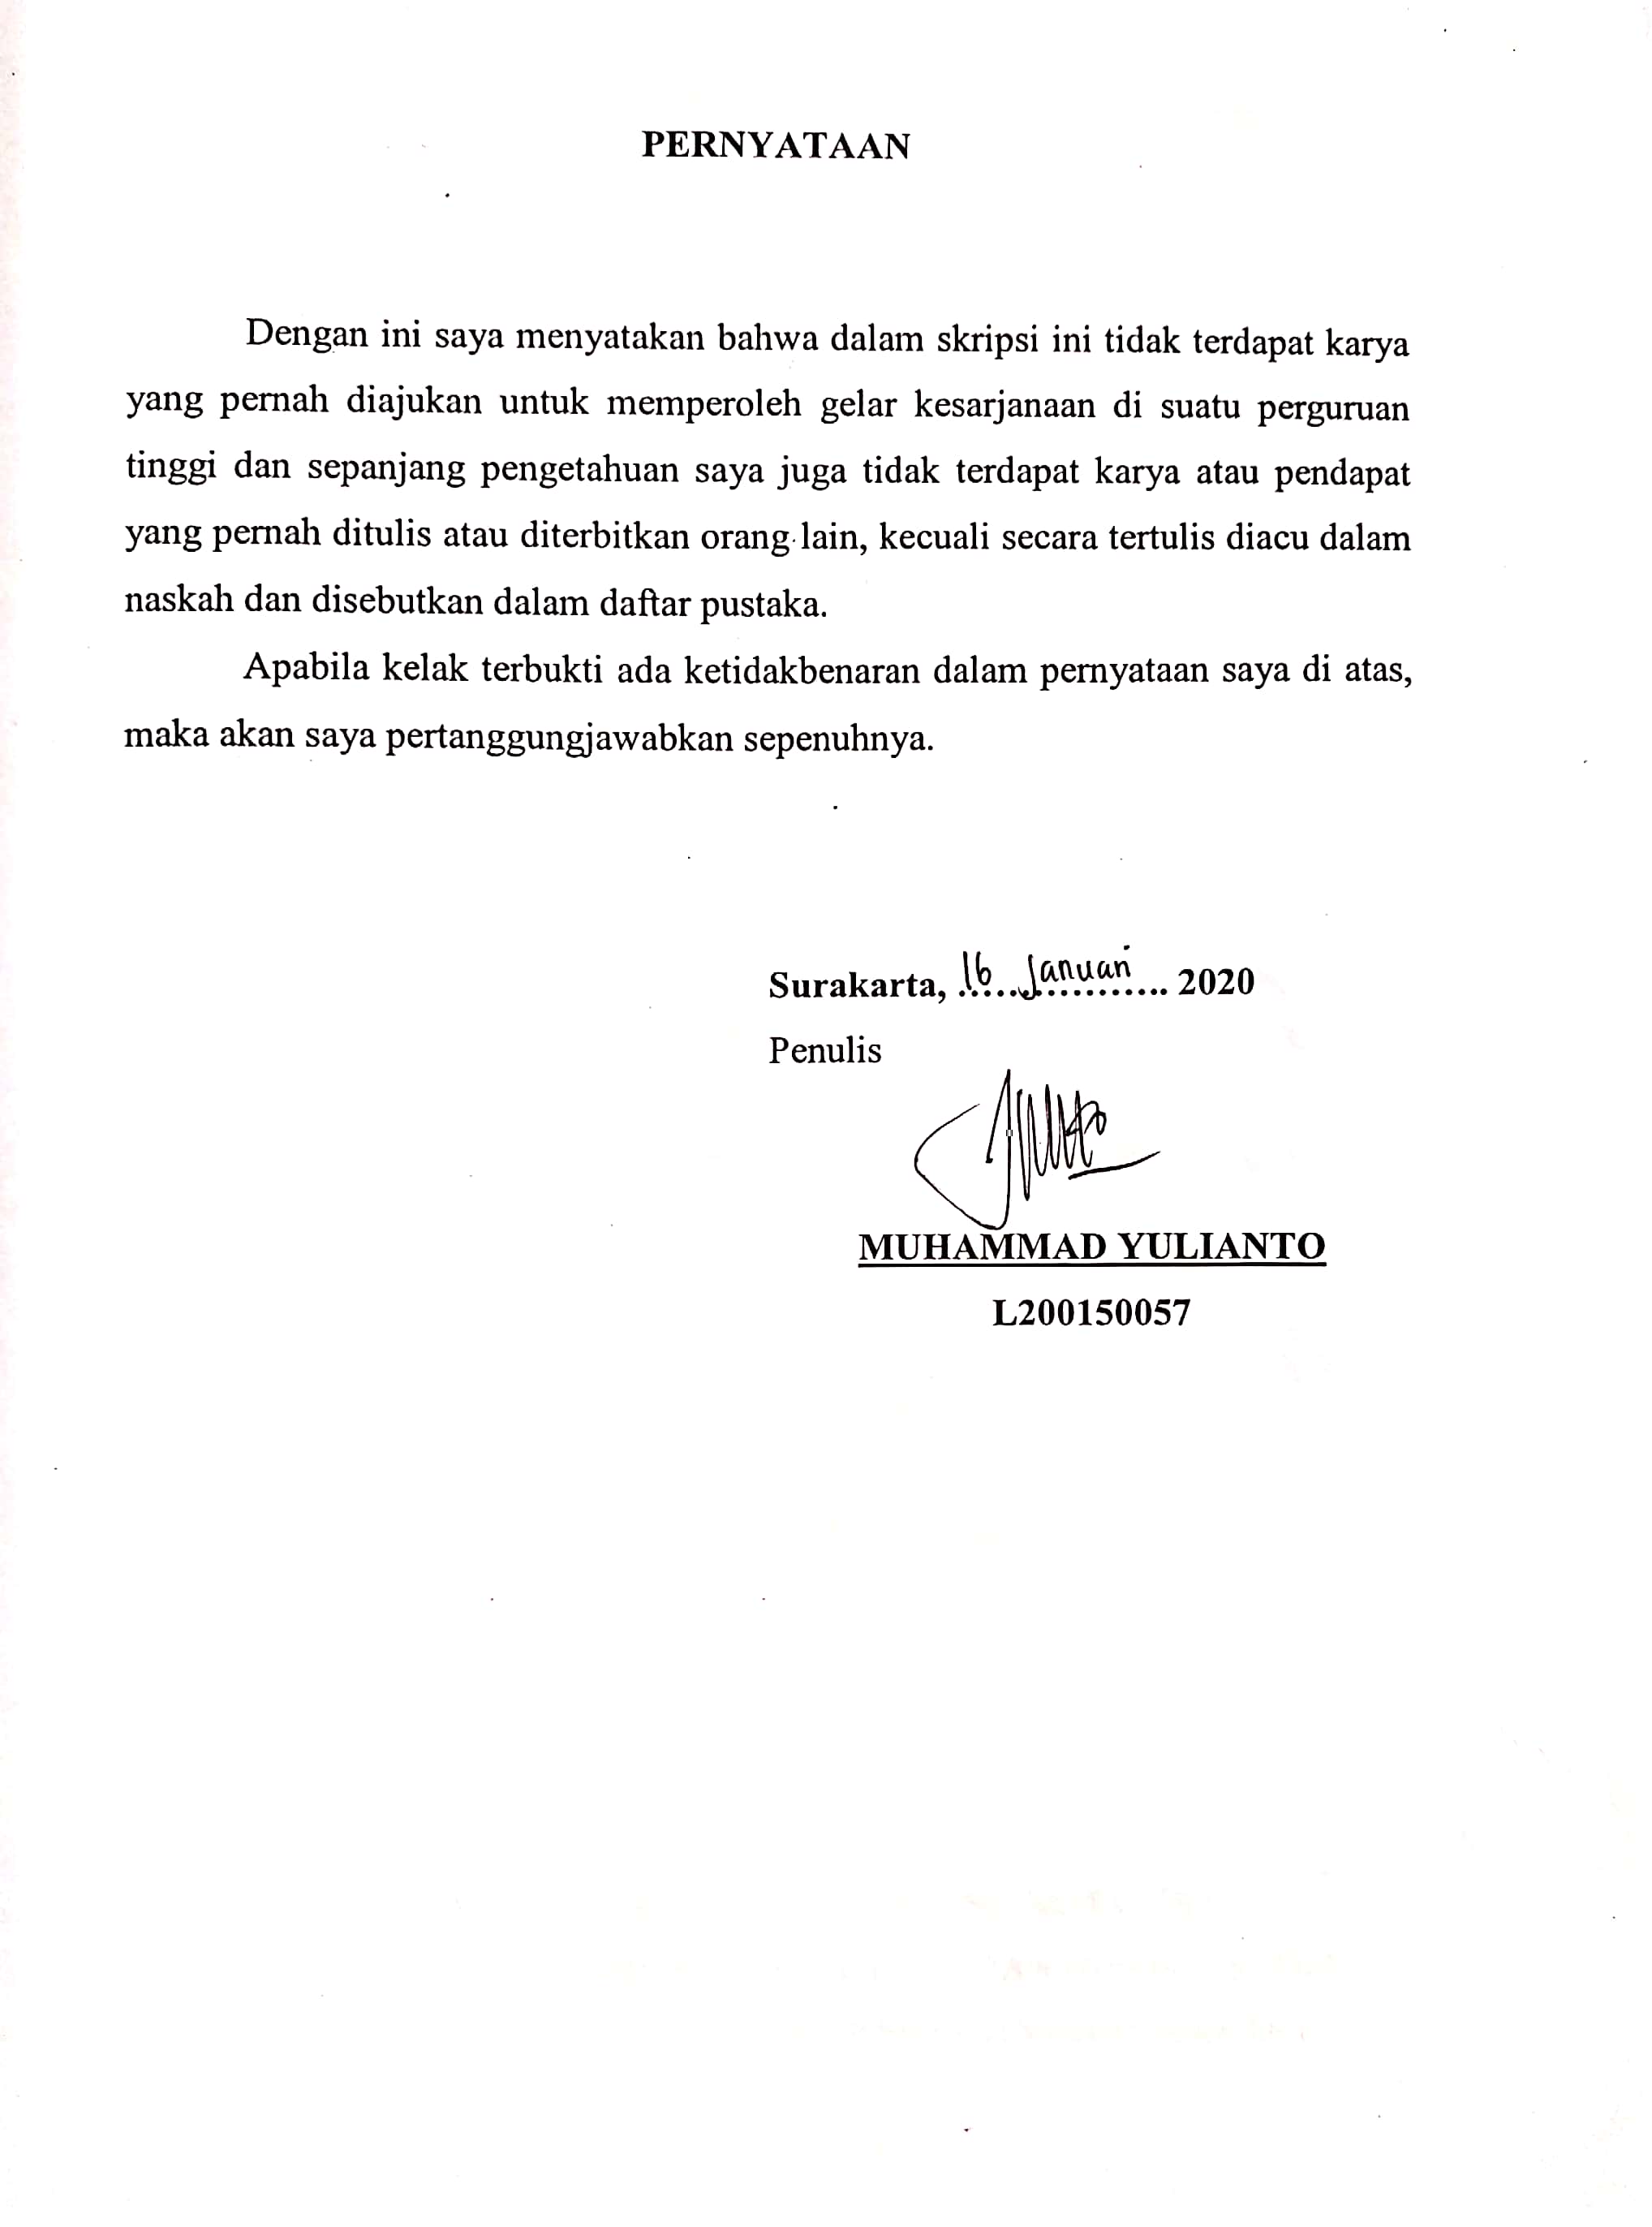 PERNYATAAN
Dengan ini saya menyatakan bahwa dalam skripsi ini tidak terdapat karya
yang pernah diajukan untuk memperoleh gelar kesarjanaan di suatu perguruan
tinggi dan sepanjang pengetahuan saya juga tidak terdapat karya atau pendapat
yang pernah ditulis atau diterbitkan orang lain, kecuali secara tertulis diacu dalam
naskah dan disebutkan dalam daftar pustaka.
Apabila kelak terbukti ada ketidakbenaran dalam pernyataan saya di atas,
maka akan saya pertanggungjawabkan sepenuhnya.
Surakarta, 16 Januari 2020
Penulis
MUHAMMAD YULIANTO
L200150057